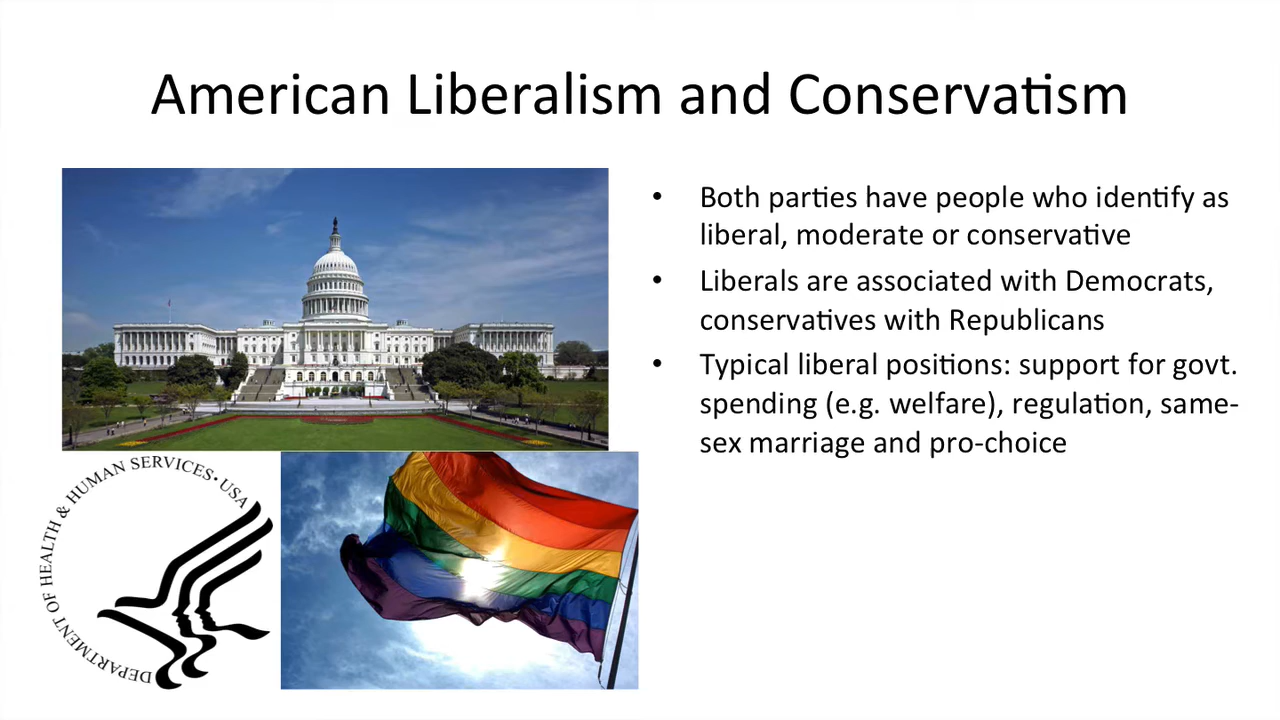 American Liberalism and Conservatism
• Both parties have people who identify as
liberal, moderate or conservative
• Liberals are associated with Democrats,
conservatives with Republicans
• Typical liberal positions: support for govt.
spending (e.g. welfare), regulation, same-
sex marriage and pro-choice
DEPARTMENT OF HEALTH & HUMAN SERVICES • USA